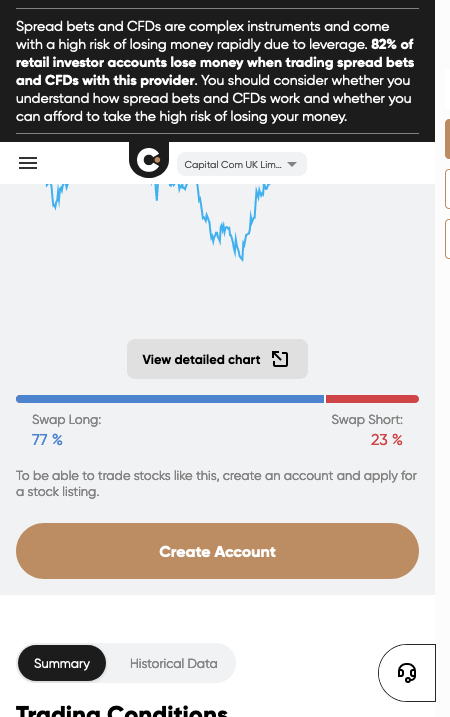 Spread bets and CFDs are complex instruments and come
with a high risk of losing money rapidly due to leverage. 82% of
retail investor accounts lose money when trading spread bets
and CFDs with this provider. You should consider whether you
understand how spread bets and CFDs work and whether you
can afford to take the high risk of losing your money.
Capital Com UK Lim...
View detailed chart
Swap Long:
Swap Short:
77 %
23 %
To be able to trade stocks like this, create an account and apply for
a stock listing.
Create Account
Summary
Historical Data
Trading Conditions